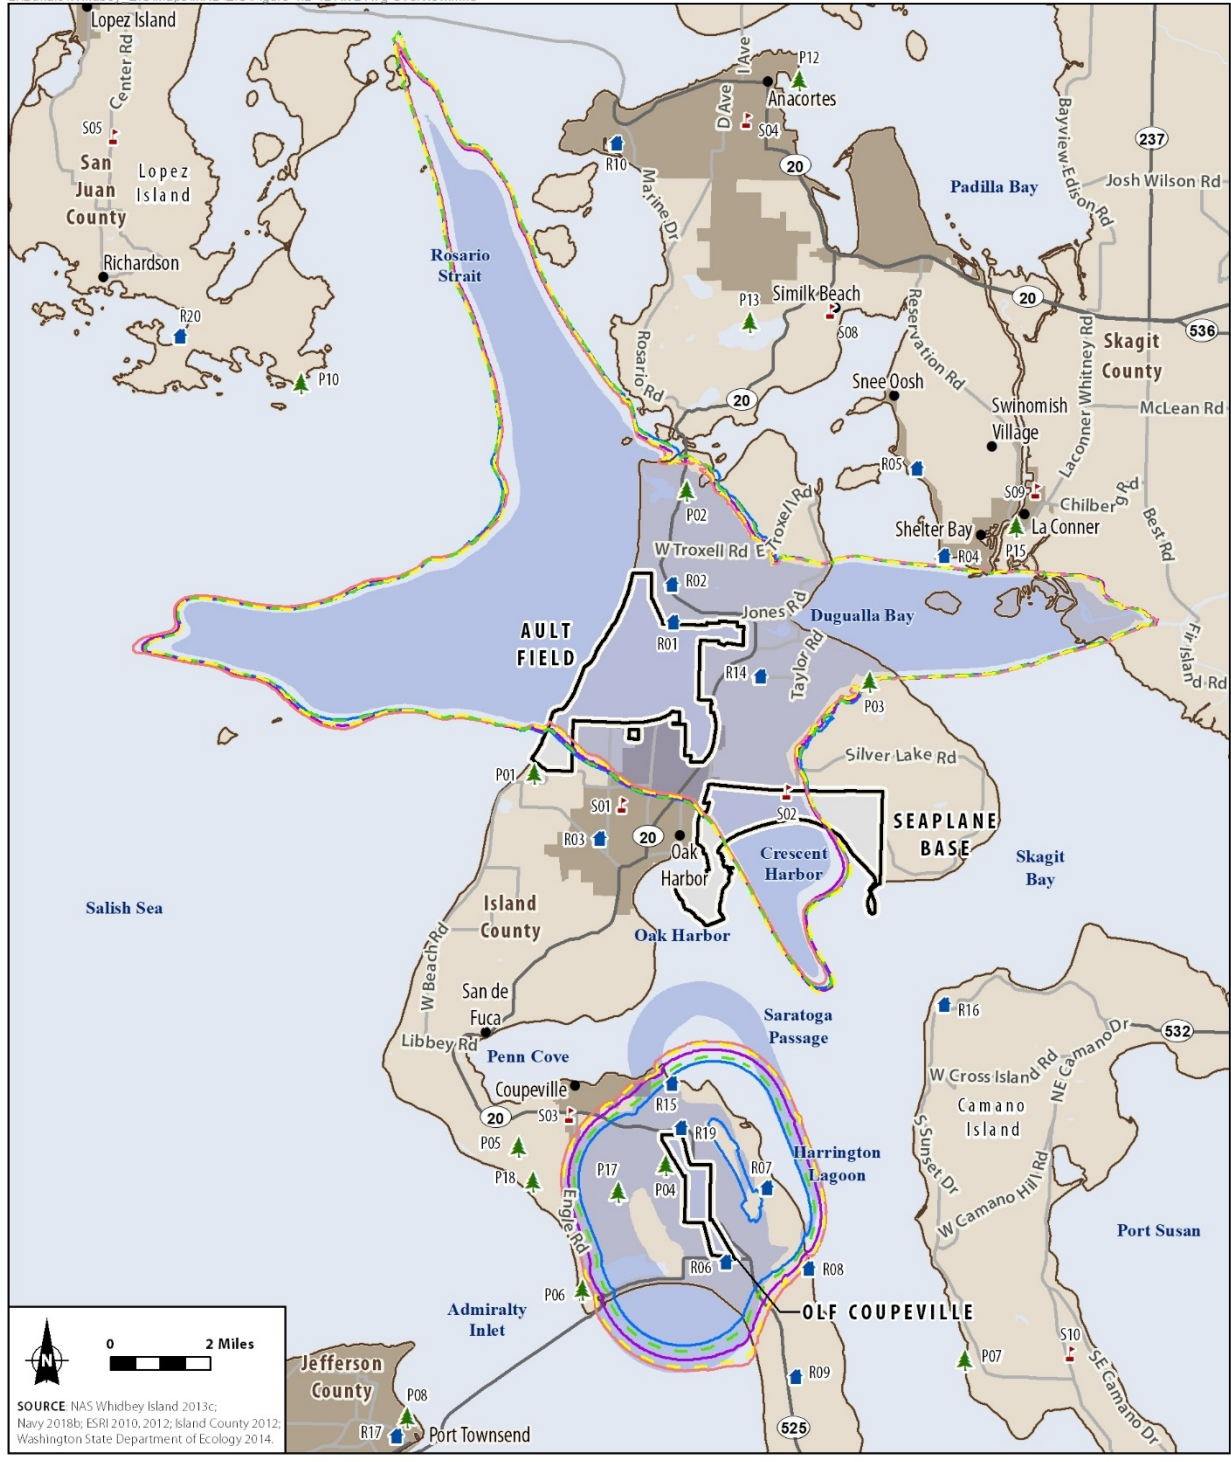 Lopez Island
Center Rd
S05
San
Juan
County
Lopez
Island
Richardson
R20
P10
Rosario
Strait
I Ave
P12
D Ave
Anacortes
S04
R10
20
Marine Dr
Padilla Bay
Bayview Edison Rd
237
Josh Wilson Rd
P13
Similk Beach
S08
Reservation Rd
20
536
Skagit
County
Laconner Whitney Rd
Rosario Rd
20
Snee Oosh
Swinomish
Village
McLean Rd
R05
S09
Chilberg Rd
La Conner
Shelter Bay
R04
P15
Best Rd
P02
W Troxell Rd
E Troxell Rd
R02
Jones Rd
Dugualla Bay
Fir Island Rd
AULT
FIELD
R01
R14
Taylor Rd
P03
P01
Silver Lake Rd
S01
S02
R03
20
Oak
Harbor
SEAPLANE
BASE
Crescent
Harbor
Skagit
Bay
Salish Sea
Island
County
Oak Harbor
W Beach Rd
San de
Fuca
Libbey Rd
Penn Cove
Saratoga
Passage
R16
532
NE Camano Dr
W Cross Island Rd
Camano
Island
S Sunset Dr
W Camano Hill Rd
Coupeville
R15
20
S03
P05
R19
Harrington
Lagoon
P18
P17
P04
R07
Engle Rd
Port Susan
R06
R08
P06
OLF COUPEVILLE
Admiralty
Inlet
S10
P07
SE Camano Dr
R09
525
N
0
2 Miles
SOURCE: NAS Whidbey Island 2013c;
Navy 2018b; ESRI 2010, 2012; Island County 2012;
Washington State Department of Ecology 2014.
Jefferson
County
P08
R17
Port Townsend